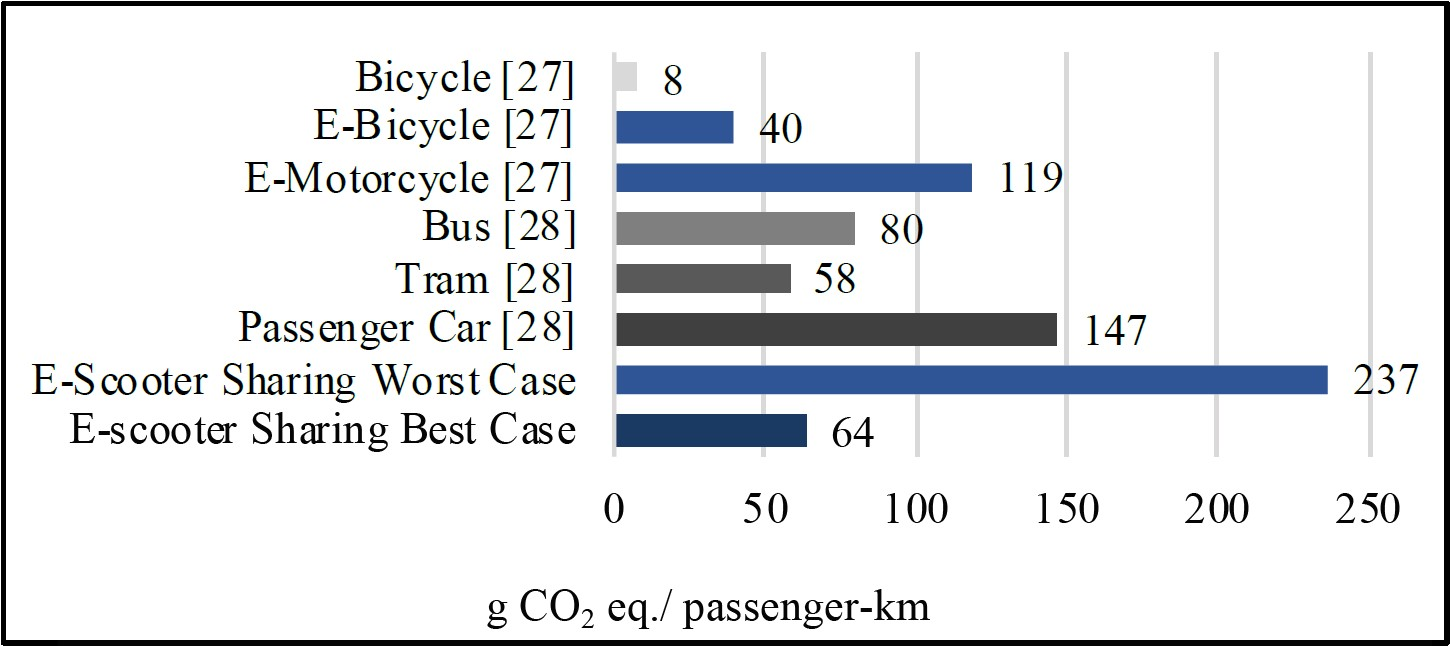 Bicycle [27] 8
E-Bicycle [27] 40
E-Motorcycle [27] 119
Bus [28] 80
Tram [28] 58
Passenger Car [28] 147
E-Scooter Sharing Worst Case 237
E-scooter Sharing Best Case 64
0 50 100 150 200 250
g CO₂ eq./ passenger-km